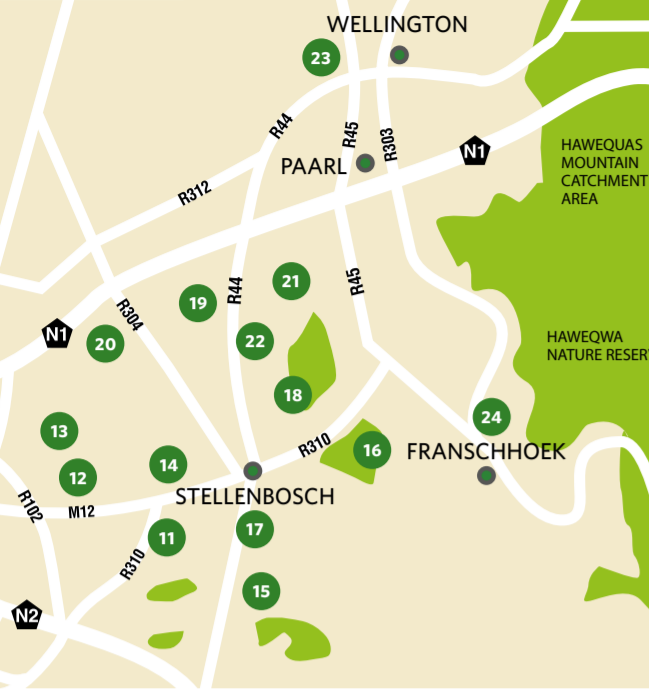 WELLINGTON
23
R44
R45
R303
N1
PAARL
HAWEQUAS
MOUNTAIN
CATCHMENT
AREA
R312
21
R44
R45
19
R304
N1
20
22
HAWEQWA
NATURE RESER
18
24
13
R310
16
FRANSCHHOEK
14
12
STELLENBOSCH
R102
M12
17
11
R310
15
N2